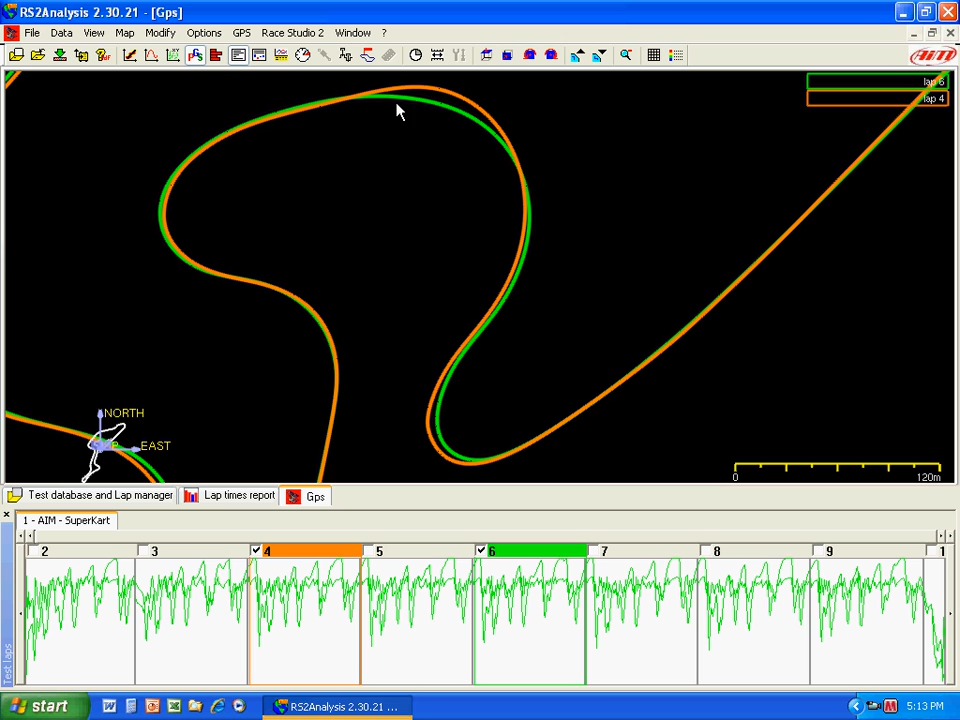 RS2Analysis 2.30.21 - [Gps]
File Data View Map Modify Options GPS Race Studio 2 Window ?
AiM
lap 6
lap 4
NORTH
EAST
0 120m
Test database and Lap manager Lap times report Gps
1 - AIM - SuperKart
2 3 4 5 6 7 8 9 1
Test laps
start RS2Analysis 2.30.21 ... 5:13 PM